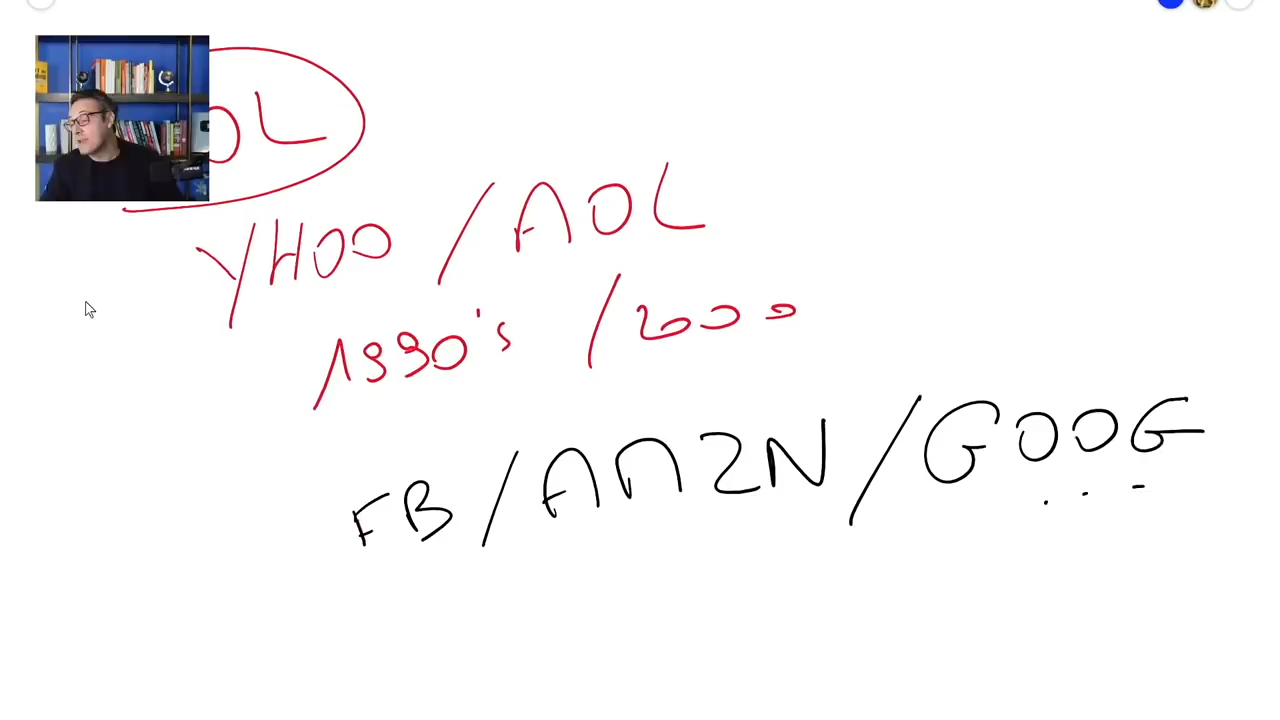 OL
YHOO / AOL
1990's / 2000
FB / AMZN / GOOG
...